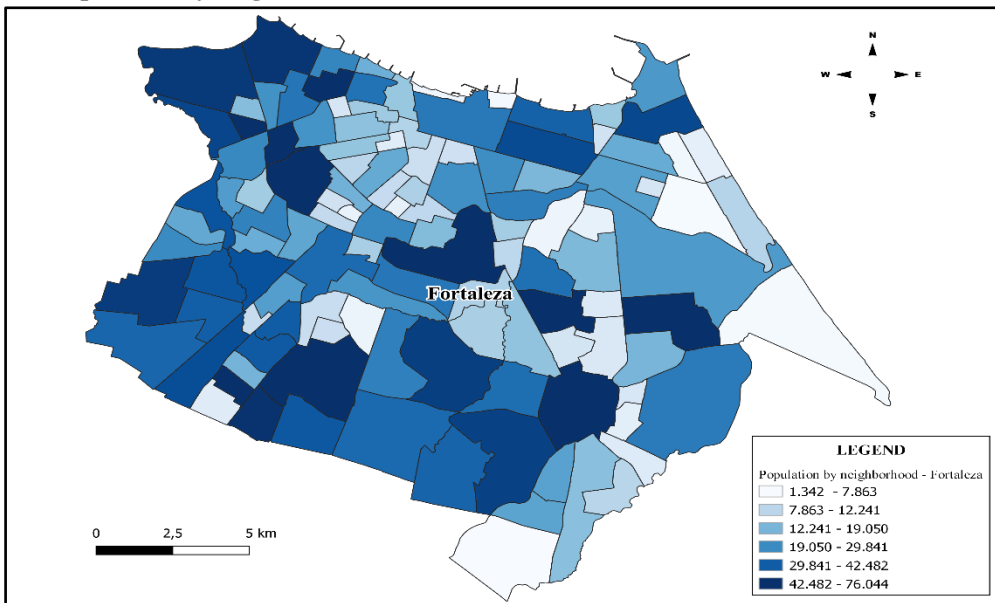 N
W E
S
Fortaleza
LEGEND
Population by neighborhood - Fortaleza
1.342 - 7.863
7.863 - 12.241
12.241 - 19.050
19.050 - 29.841
29.841 - 42.482
42.482 - 76.044
0 2,5 5 km